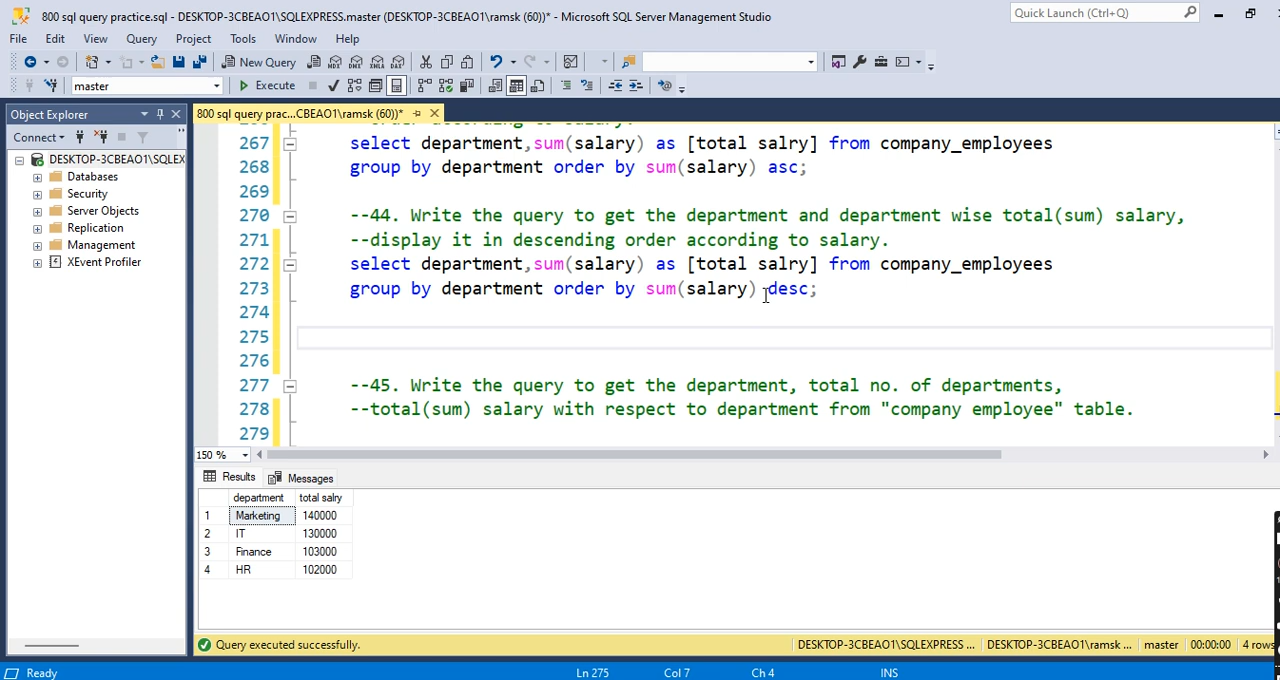 800 sql query practice.sql - DESKTOP-3CBEAO1\SQLEXPRESS.master (DESKTOP-3CBEAO1\ramsk (60))* - Microsoft SQL Server Management Studio
Quick Launch (Ctrl+Q)
File Edit View Query Project Tools Window Help
New Query MDX DMX XMLA DAX
master Execute
Object Explorer
800 sql query prac...CBEAO1\ramsk (60))*
Connect
DESKTOP-3CBEAO1\SQLEX
Databases
Security
Server Objects
Replication
Management
XEvent Profiler
267 select department,sum(salary) as [total salry] from company_employees
268 group by department order by sum(salary) asc;
269
270 --44. Write the query to get the department and department wise total(sum) salary,
271 --display it in descending order according to salary.
272 select department,sum(salary) as [total salry] from company_employees
273 group by department order by sum(salary) desc;
274
275
276
277 --45. Write the query to get the department, total no. of departments,
278 --total(sum) salary with respect to department from "company employee" table.
279
150 %
Results Messages
department total salry
1 Marketing 140000
2 IT 130000
3 Finance 103000
4 HR 102000
Query executed successfully.
DESKTOP-3CBEAO1\SQLEXPRESS ... DESKTOP-3CBEAO1\ramsk ... master 00:00:00 4 rows
Ready Ln 275 Col 7 Ch 4 INS